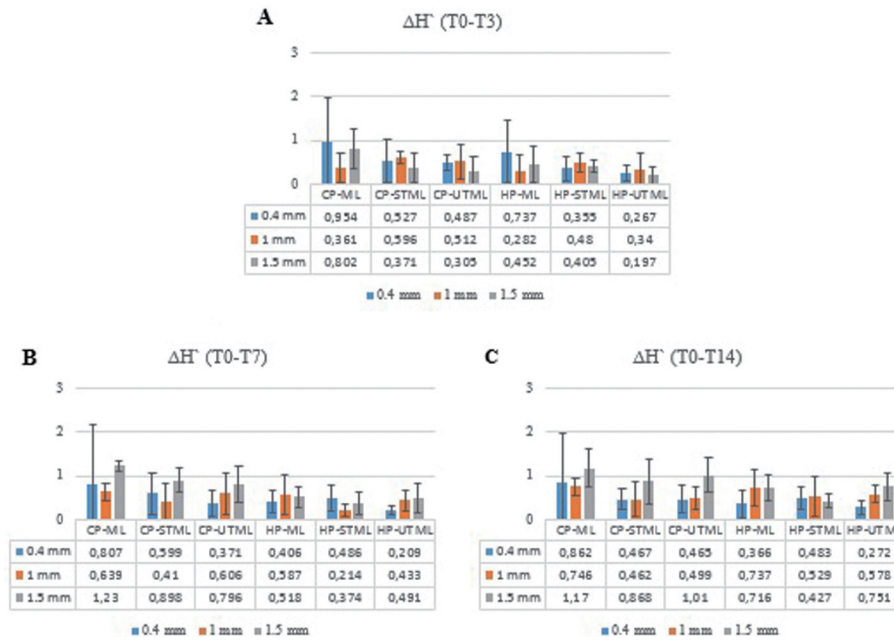 A
ΔH` (T0-T3)
3
2
1
0
CP-ML CP-STML CP-UTML HP-ML HP-STML HP-UTML
0.4 mm 0,954 0,527 0,487 0,737 0,355 0,267
1 mm 0,361 0,596 0,512 0,282 0,48 0,34
1.5 mm 0,802 0,371 0,305 0,452 0,405 0,197
0.4 mm 1 mm 1.5 mm
B
ΔH` (T0-T7)
3
2
1
0
CP-ML CP-STML CP-UTML HP-ML HP-STML HP-UTML
0.4 mm 0,807 0,599 0,371 0,406 0,486 0,209
1 mm 0,639 0,41 0,606 0,587 0,214 0,433
1.5 mm 1,23 0,898 0,796 0,518 0,374 0,491
0.4 mm 1 mm 1.5 mm
C
ΔH` (T0-T14)
3
2
1
0
CP-ML CP-STML CP-UTML HP-ML HP-STML HP-UTML
0.4 mm 0,862 0,467 0,465 0,366 0,483 0,272
1 mm 0,746 0,462 0,499 0,737 0,529 0,578
1.5 mm 1,17 0,868 1,01 0,716 0,427 0,751
0.4 mm 1 mm 1.5 mm